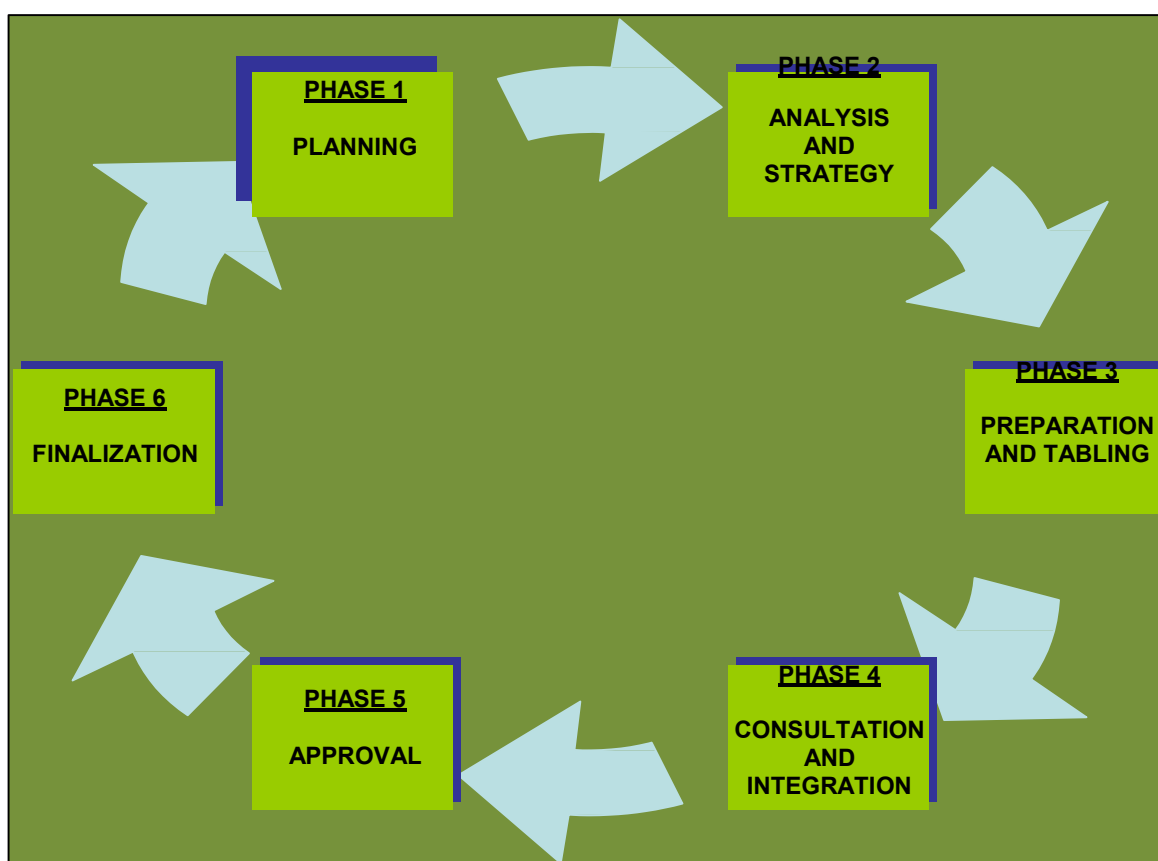 PHASE 1
PLANNING
PHASE 2
ANALYSIS
AND
STRATEGY
PHASE 3
PREPARATION
AND TABLING
PHASE 4
CONSULTATION
AND
INTEGRATION
PHASE 5
APPROVAL
PHASE 6
FINALIZATION